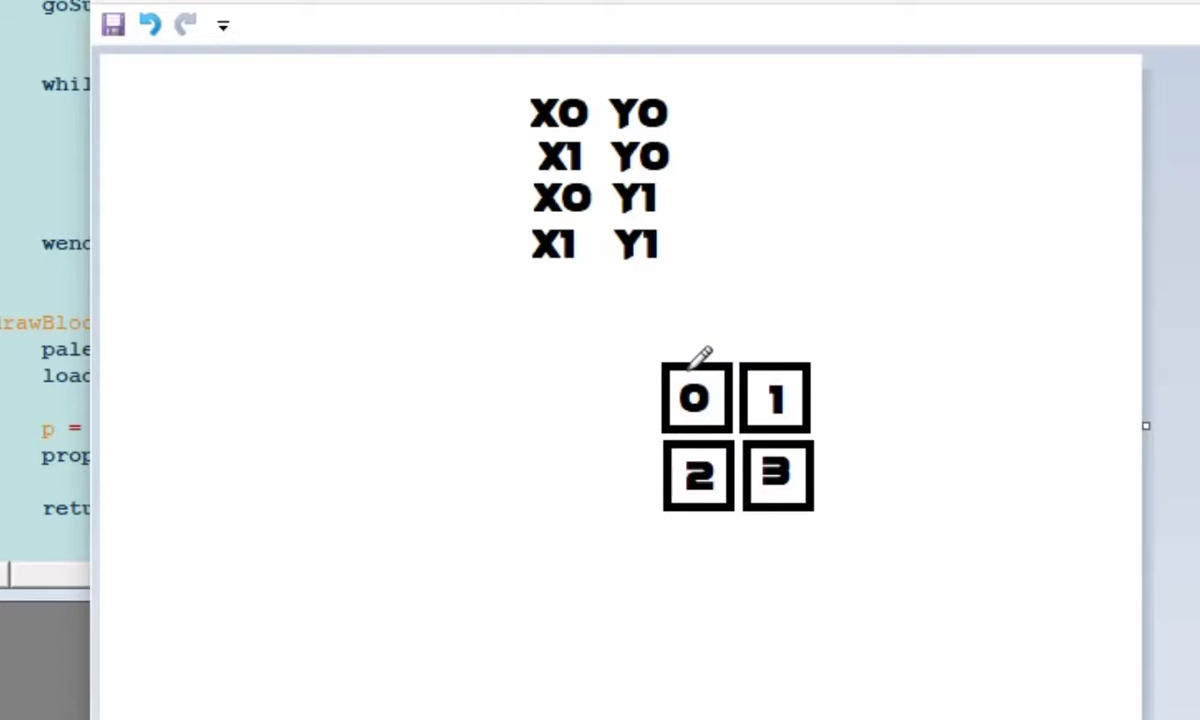 goSt
whil
X0 Y0
X1 Y0
X0 Y1
X1 Y1
wend
drawBloc
pale
load
p =
prop
retu
0 1
2 3